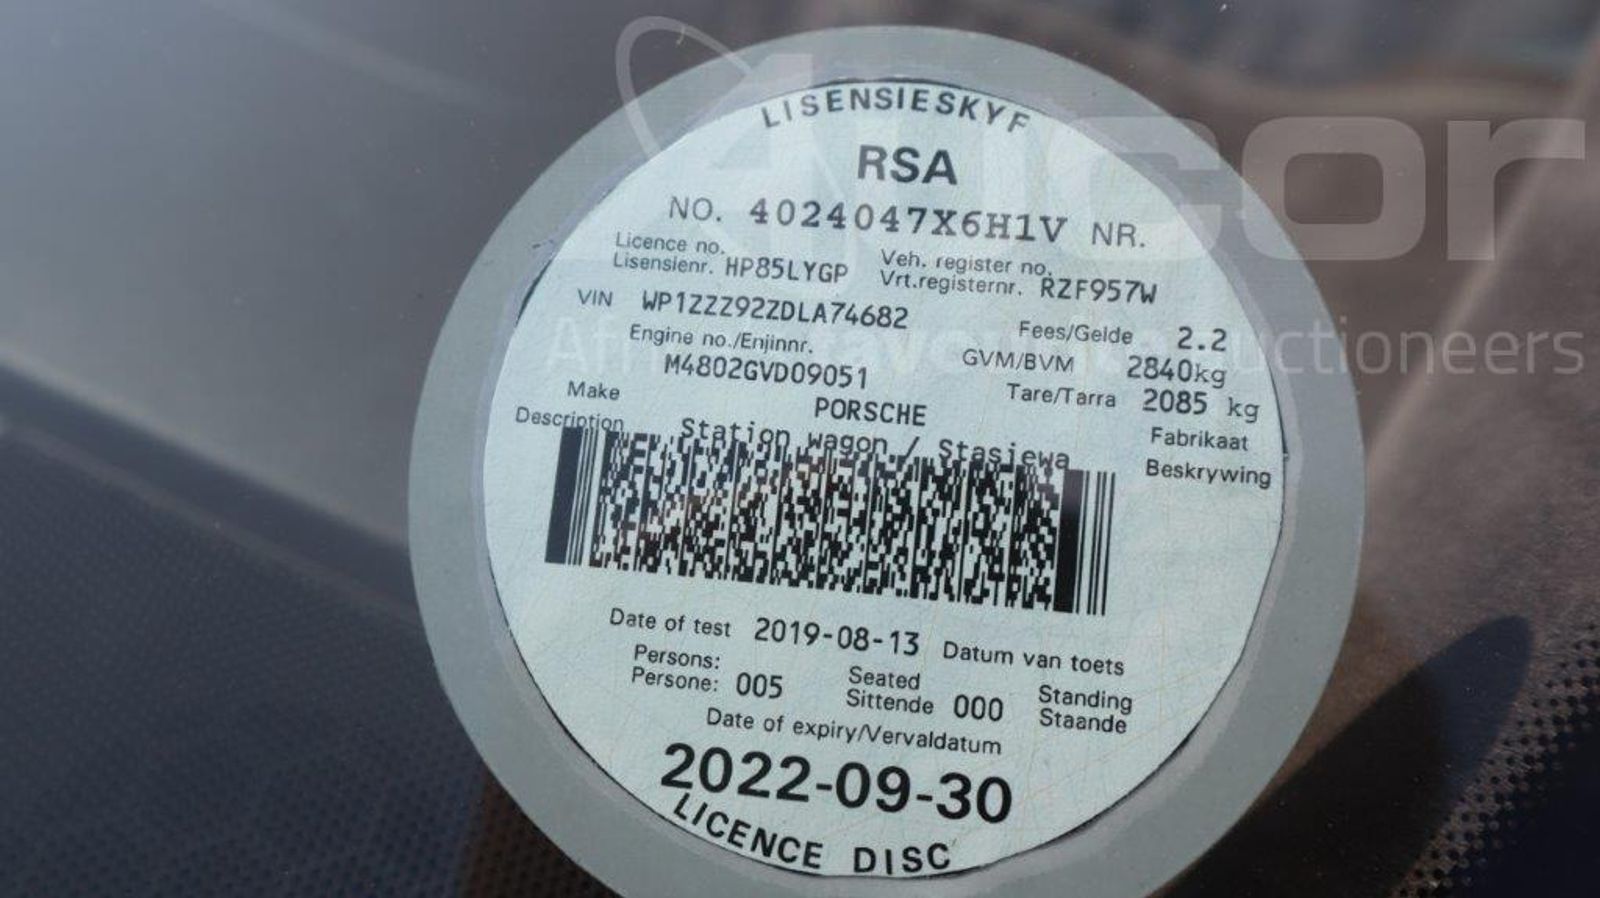 LISENSIESKYF
RSA
NO. 4024047X6H1V NR.
Licence no. Veh. register no.
Lisensienr. HP85LYGP Vrt.registernr. RZF957W
VIN WP1ZZZ92ZDLA74682
Fees/Gelde 2.2
Engine no./Enjinnr.
GVM/BVM 2840kg
M4802GVD09051
Tare/Tarra 2085 kg
Make PORSCHE Fabrikaat
Description Station wagon / Stasiewa Beskrywing
Date of test 2019-08-13 Datum van toets
Persons: Seated Standing
Persone: 005 Sittende 000 Staande
Date of expiry/Vervaldatum
2022-09-30
LICENCE DISC